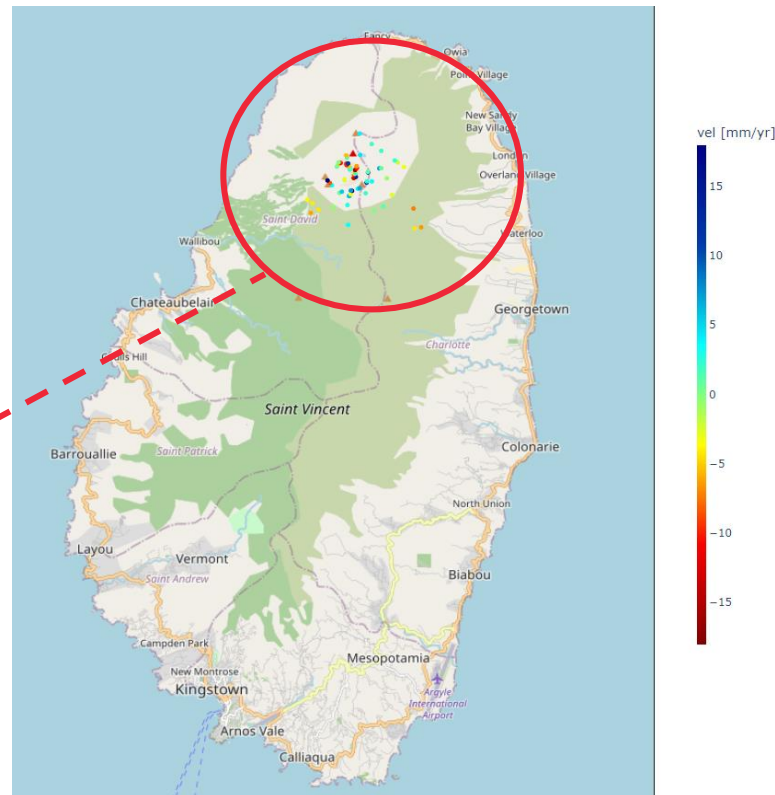 Fancy
Owia
Point Village
New Sandy
Bay Village
London
Overland Village
Saint David
Waterloo
Wallibou
Chateaubelair
Georgetown
Charlotte
Saint Vincent
Colonarie
Barrouallie
Saint Patrick
North Union
Layou
Vermont
Saint Andrew
Biabou
Campden Park
Mesopotamia
New Montrose
Kingstown
Argyle
International
Airport
Arnos Vale
Calliaqua
vel [mm/yr]
15
10
5
0
−5
−10
−15